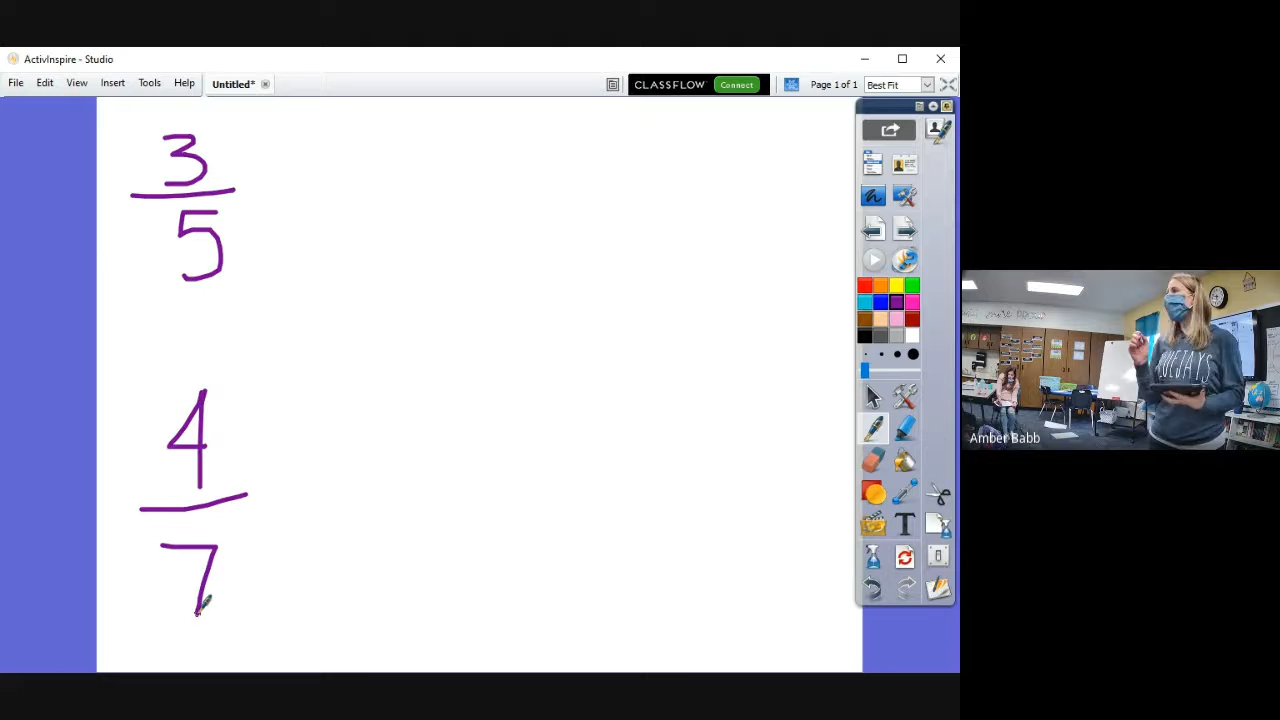 ActivInspire - Studio
File Edit View Insert Tools Help Untitled*
CLASSFLOW Connect Page 1 of 1 Best Fit
3
5
4
7
T
BLUEJAYS
Amber Babb